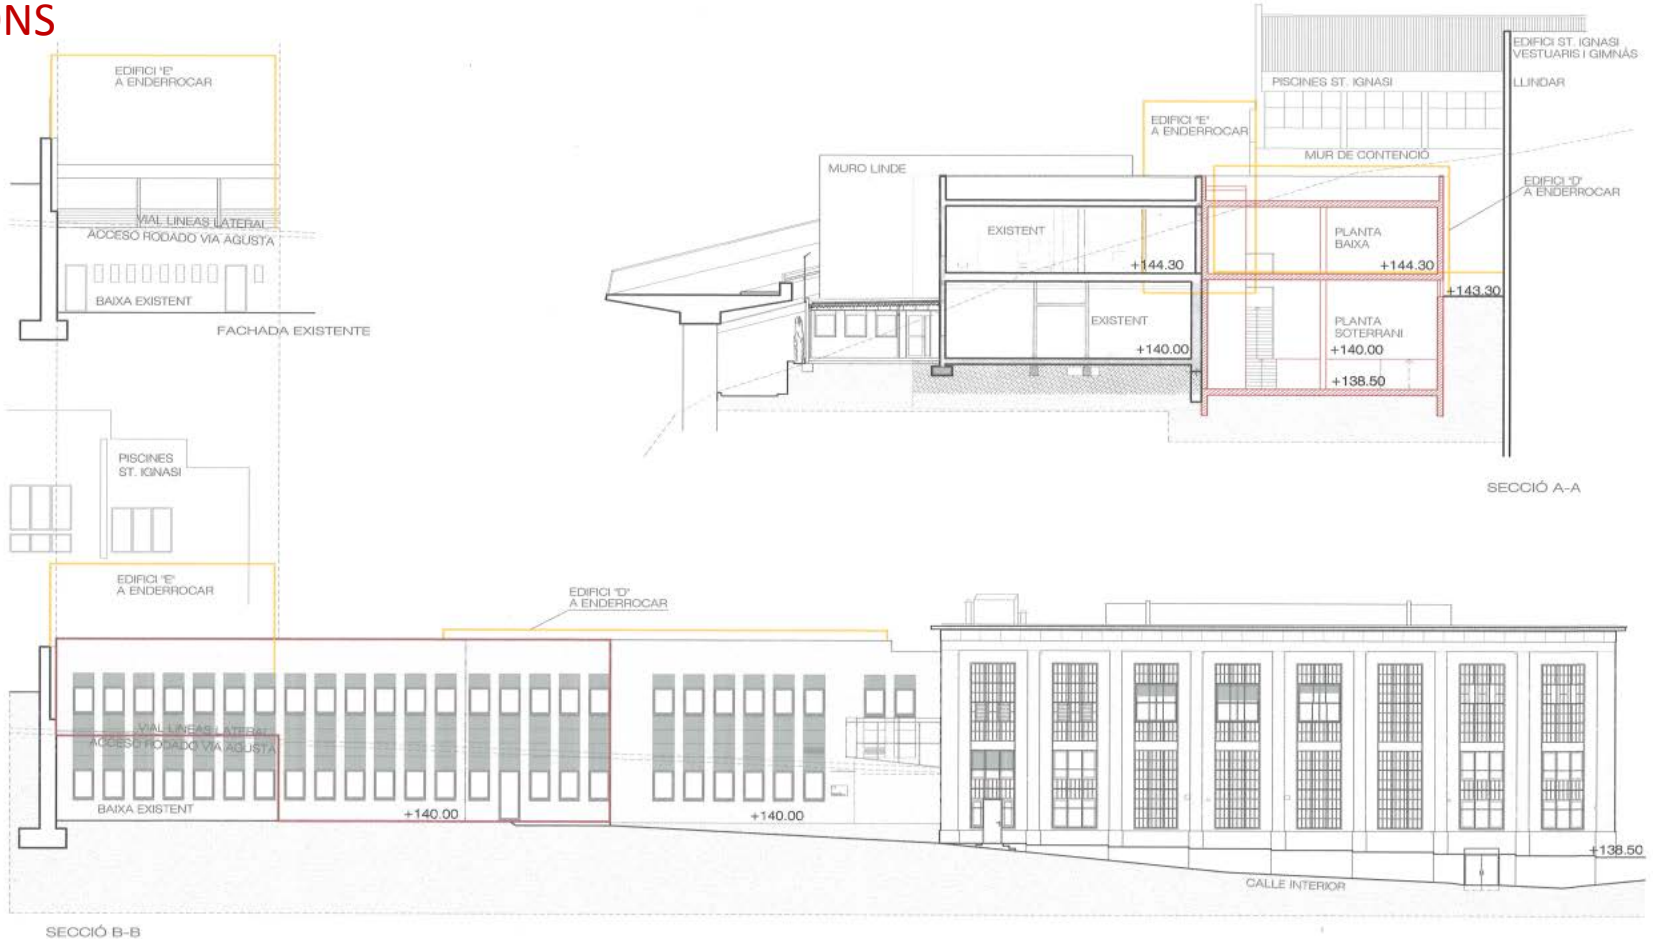 ONS
EDIFICI "E"
A ENDERROCAR
VIAL LINEAS LATERAL
ACCESO RODADO VIA AGUSTA
BAIXA EXISTENT
FACHADA EXISTENTE
EDIFICI ST. IGNASI
VESTUARIS I GIMNÀS
PISCINES ST. IGNASI
LLINDAR
EDIFICI "E"
A ENDERROCAR
MUR DE CONTENCIÓ
MURO LINDE
EDIFICI "D"
A ENDERROCAR
EXISTENT
PLANTA
BAIXA
+144.30
+144.30
+143.30
EXISTENT
PLANTA
SOTERRANI
+140.00
+140.00
+138.50
SECCIÓ A-A
PISCINES
ST. IGNASI
EDIFICI "E"
A ENDERROCAR
EDIFICI "D"
A ENDERROCAR
VIAL LINEAS LATERAL
ACCESO RODADO VIA AGUSTA
BAIXA EXISTENT
+140.00
+140.00
+138.50
CALLE INTERIOR
SECCIÓ B-B